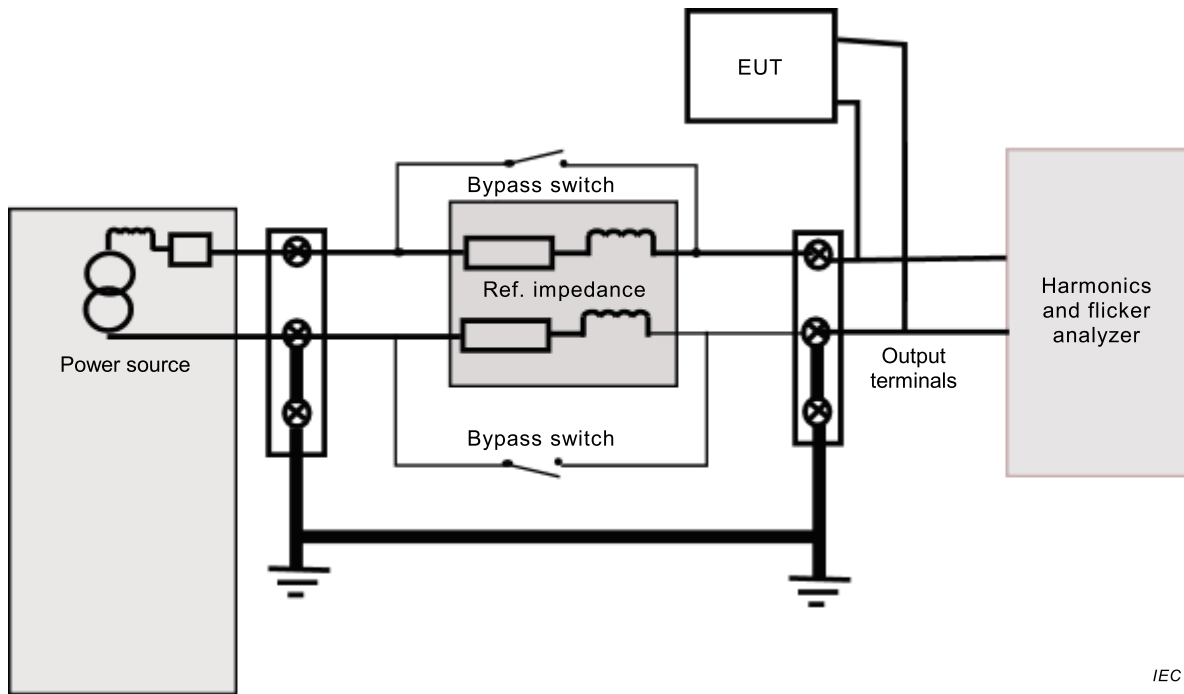 EUT
Bypass switch
Ref. impedance
Harmonics
and flicker
analyzer
Power source
Output
terminals
Bypass switch
IEC